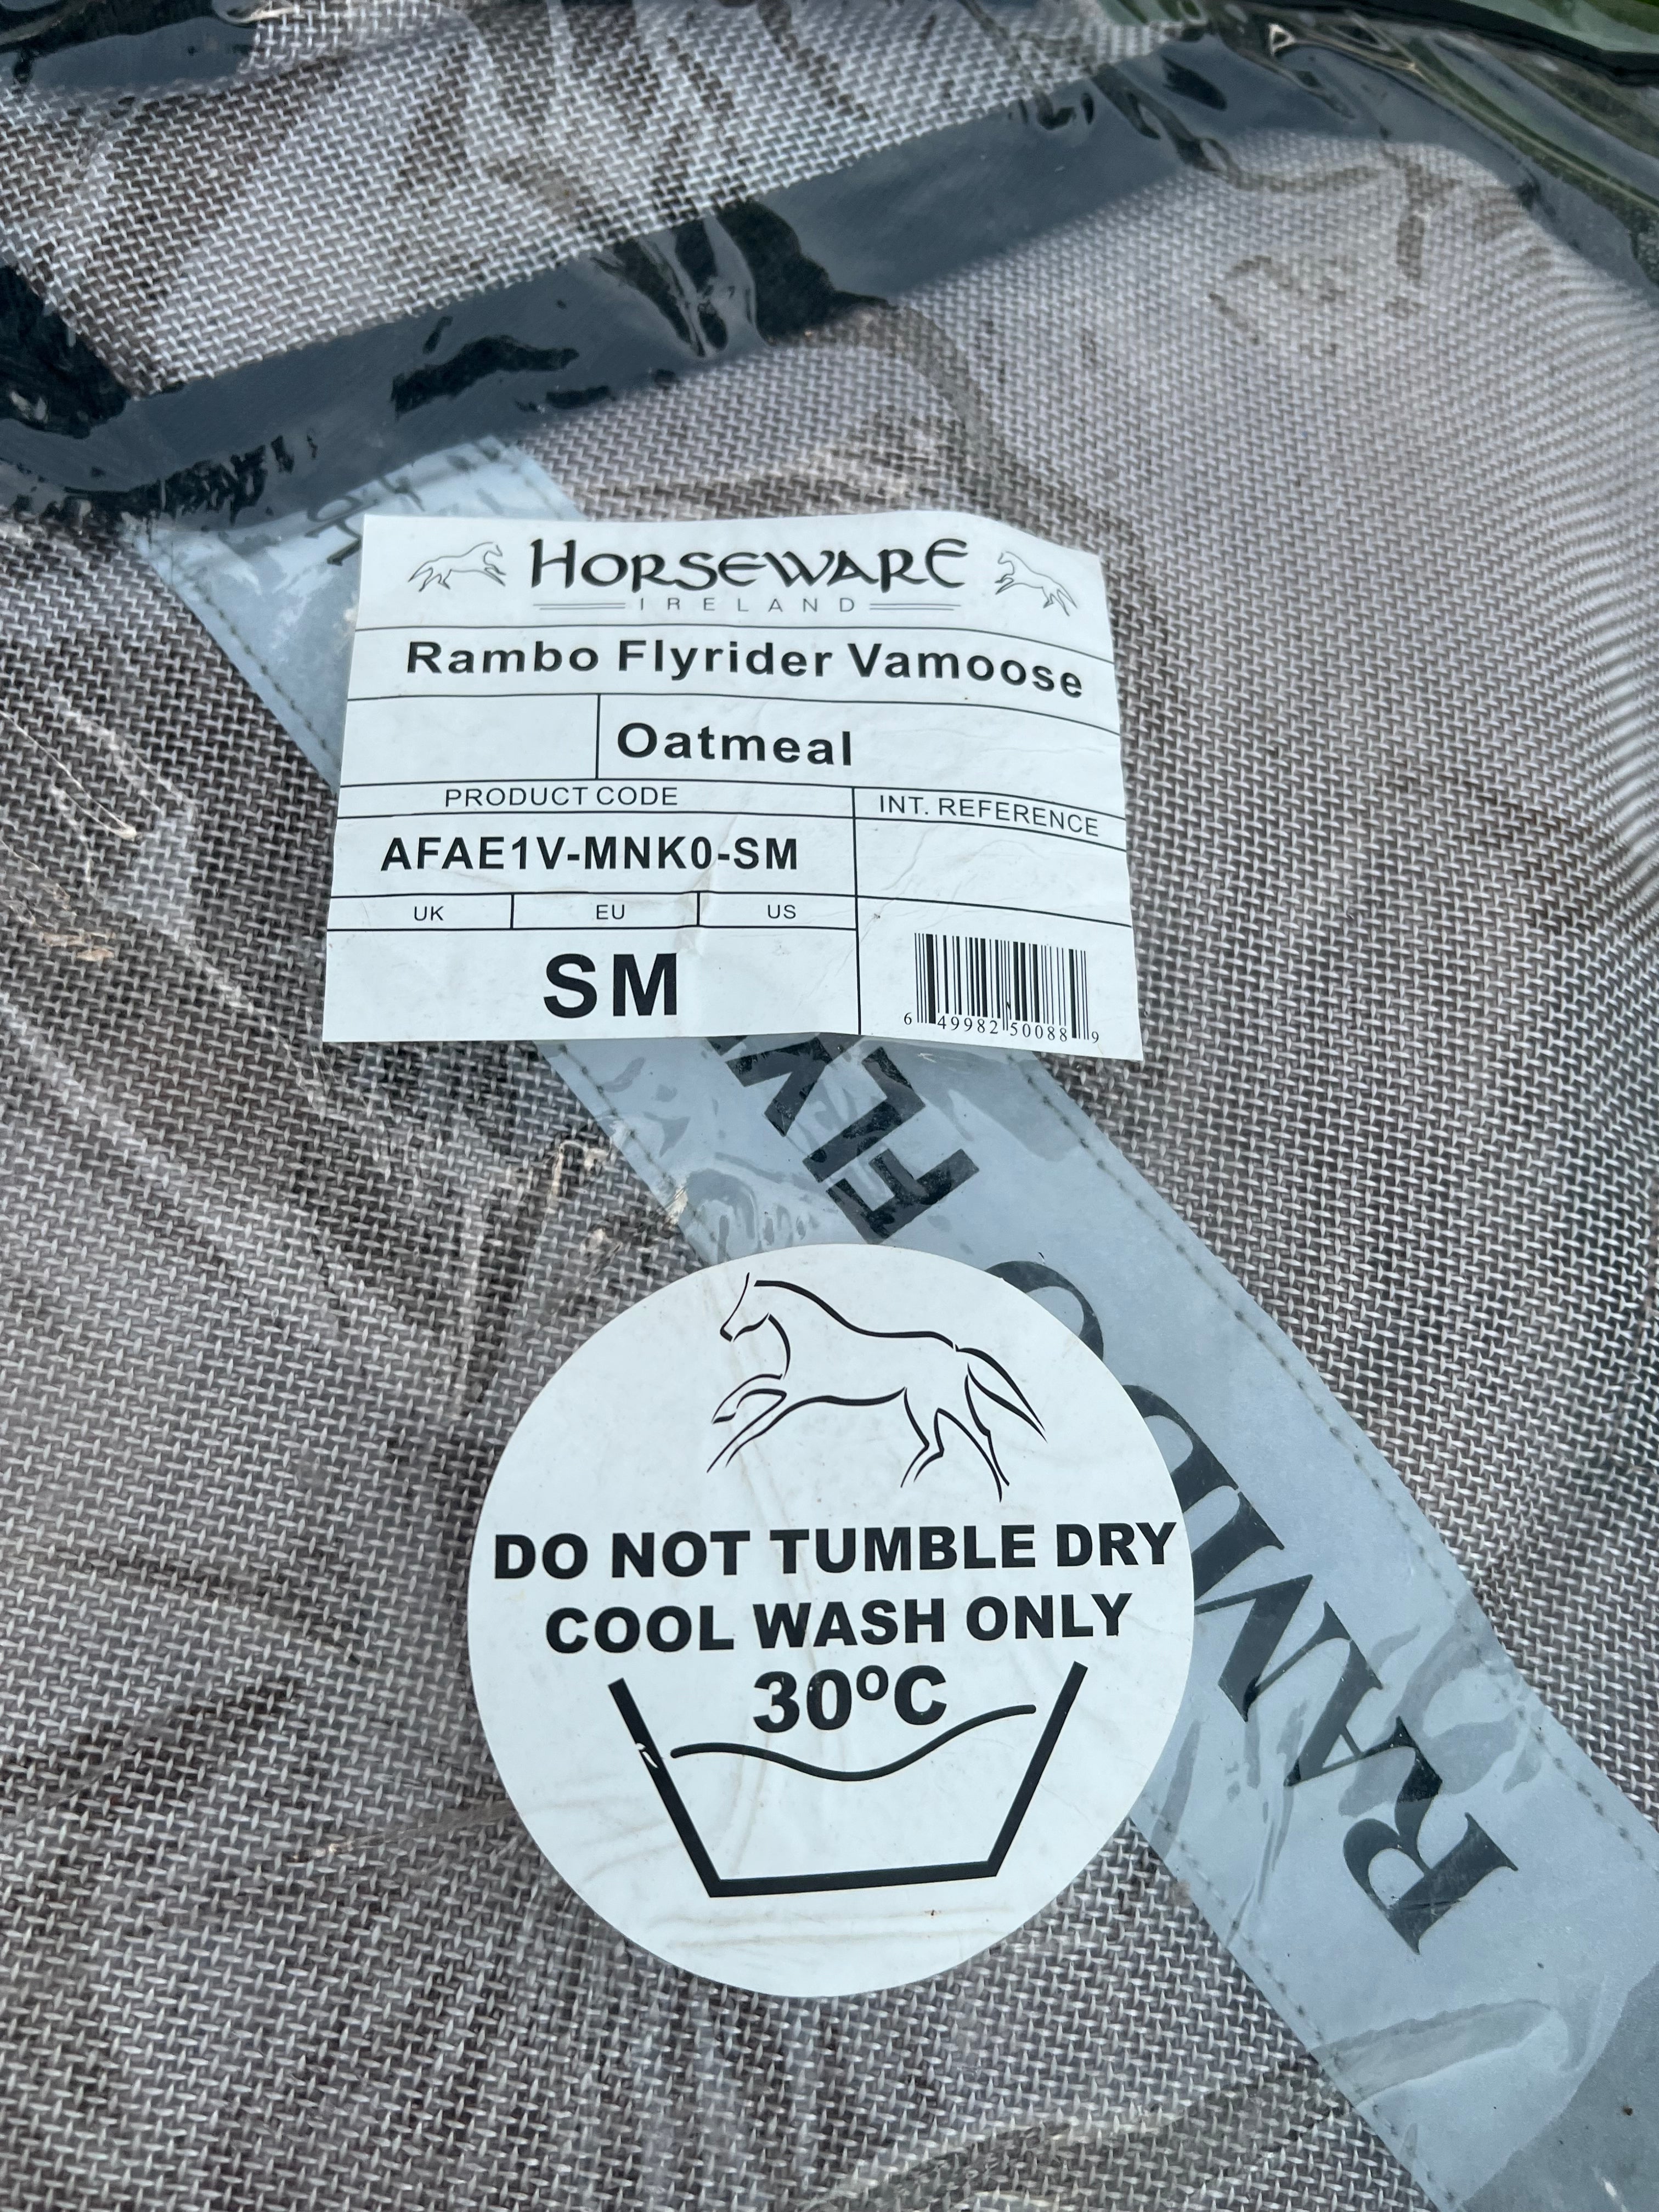 HORSEWARE
IRELAND
Rambo Flyrider Vamoose
Oatmeal
PRODUCT CODE
INT. REFERENCE
AFAE1V-MNK0-SM
UK EU US
SM
6 49982 50088 9
DO NOT TUMBLE DRY
COOL WASH ONLY
30ºC
RAMBO FLY